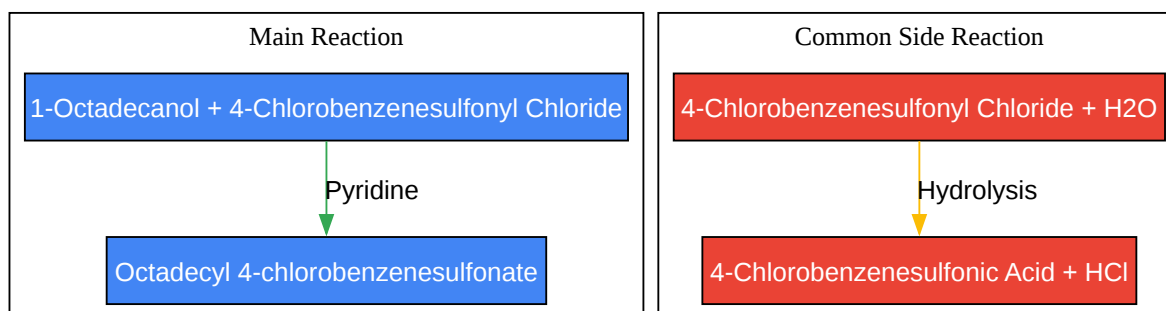 Main Reaction
1-Octadecanol + 4-Chlorobenzenesulfonyl Chloride
Pyridine
Octadecyl 4-chlorobenzenesulfonate
Common Side Reaction
4-Chlorobenzenesulfonyl Chloride + H2O
Hydrolysis
4-Chlorobenzenesulfonic Acid + HCl